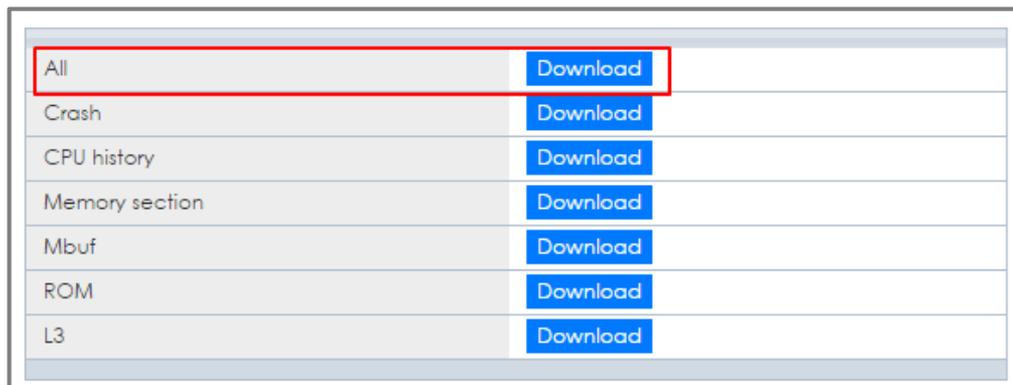 All Download
Crash Download
CPU history Download
Memory section Download
Mbuf Download
ROM Download
L3 Download